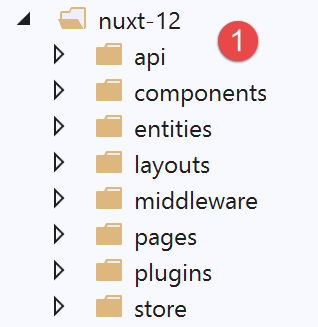 nuxt-12
1
api
components
entities
layouts
middleware
pages
plugins
store